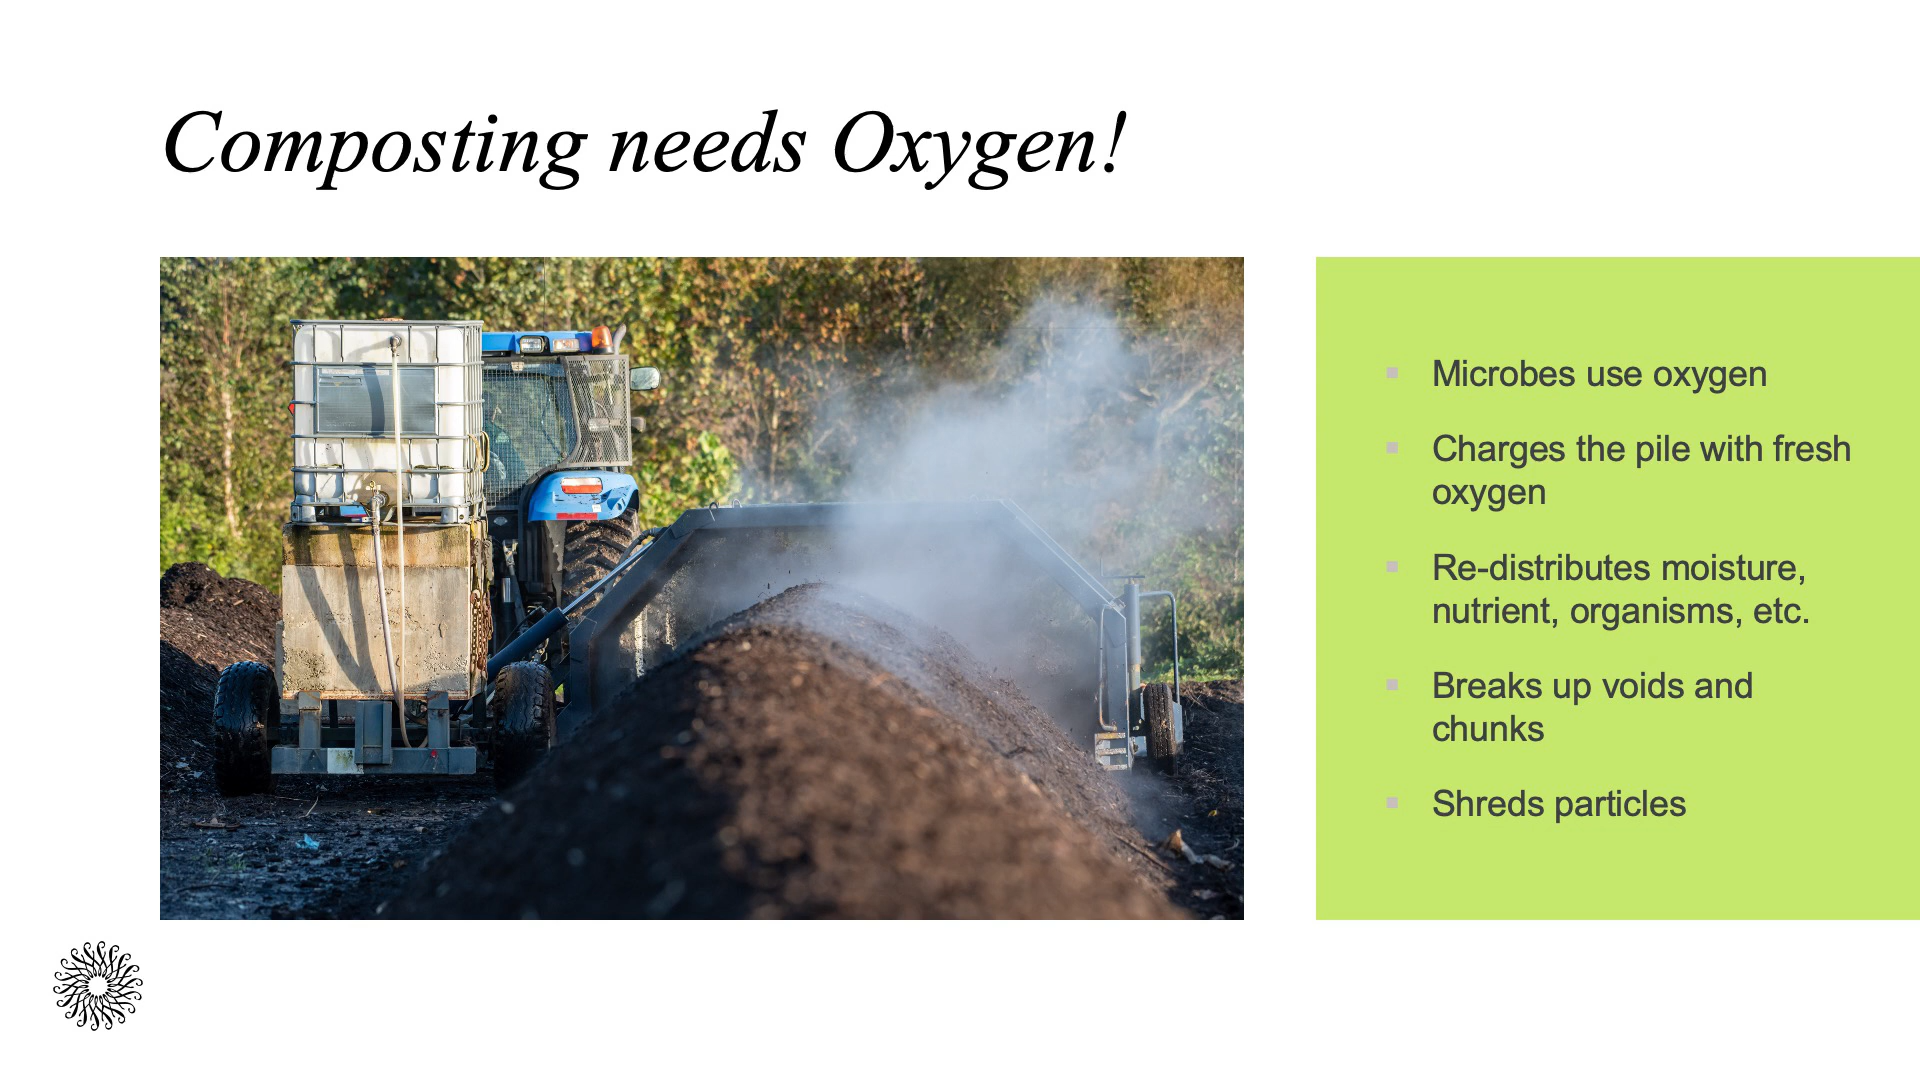 Composting needs Oxygen!
Microbes use oxygen
Charges the pile with fresh
oxygen
Re-distributes moisture,
nutrient, organisms, etc.
Breaks up voids and
chunks
Shreds particles